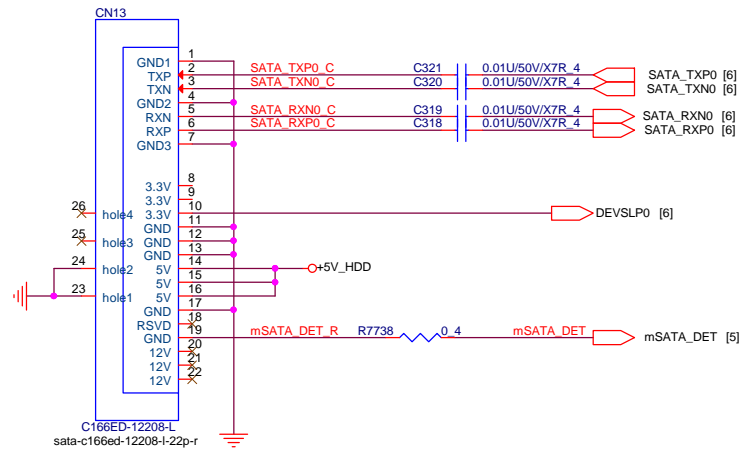 CN13
GND1 1
TXP 2 SATA_TXP0_C C321 0.01U/50V/X7R_4 SATA_TXP0 [6]
TXN 3 SATA_TXN0_C C320 0.01U/50V/X7R_4 SATA_TXN0 [6]
GND2 4
RXN 5 SATA_RXN0_C C319 0.01U/50V/X7R_4 SATA_RXN0 [6]
RXP 6 SATA_RXP0_C C318 0.01U/50V/X7R_4 SATA_RXP0 [6]
GND3 7
3.3V 8
3.3V 9
26 hole4 3.3V 10 DEVSLP0 [6]
GND 11
25 hole3 GND 12
GND 13
24 hole2 5V 14 +5V_HDD
5V 15
23 hole1 5V 16
GND 17
RSVD 18
GND 19 mSATA_DET_R R7738 0_4 mSATA_DET mSATA_DET [5]
12V 20
12V 21
12V 22
C166ED-12208-L
sata-c166ed-12208-l-22p-r